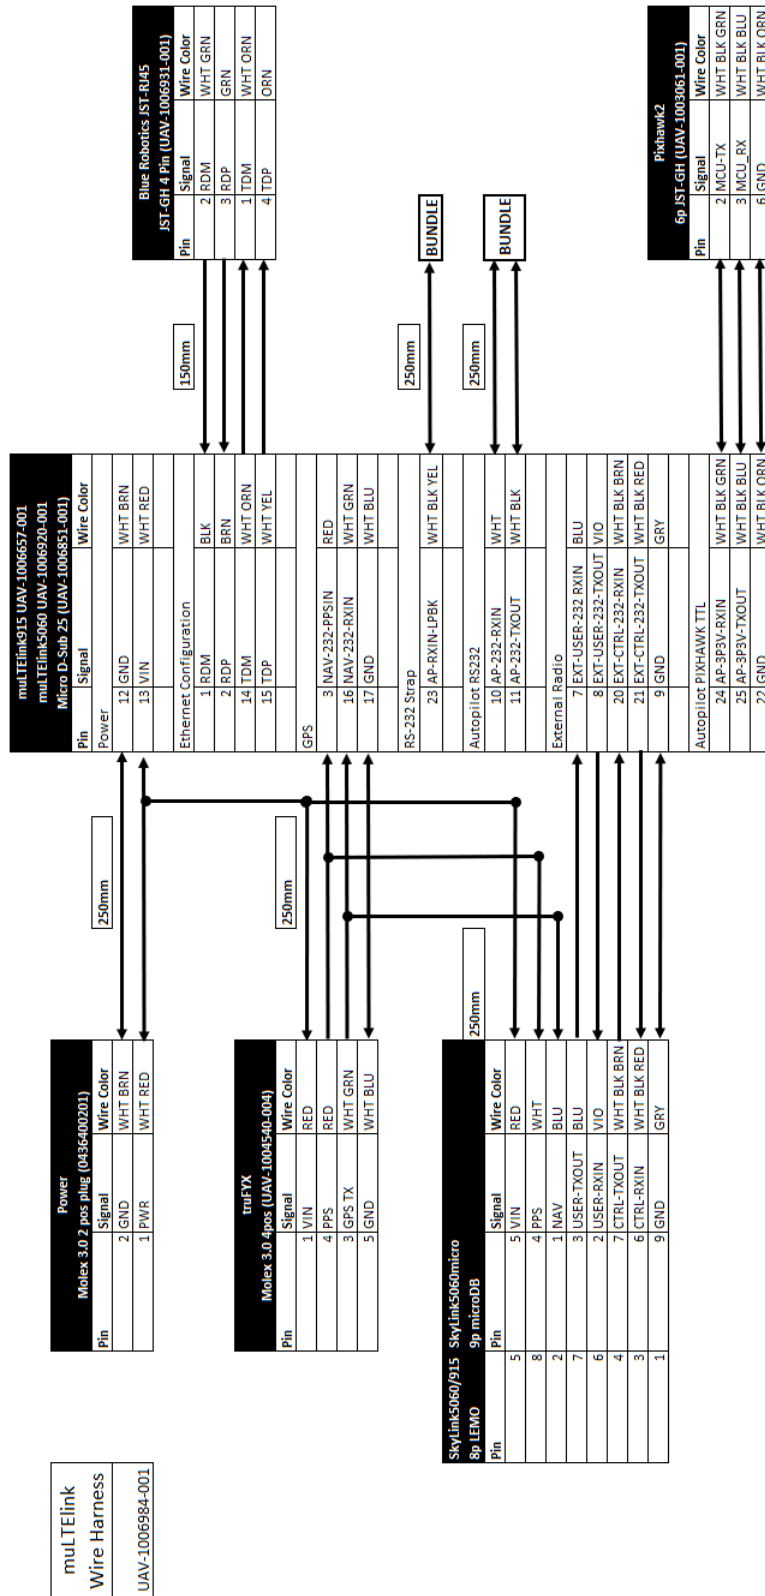 muLTElink
Wire Harness
UAV-1006984-001
Power
Molex 3.0 2 pos plug (0436400201)
Pin Signal Wire Color
2 GND WHT BRN
1 PWR WHT RED
truFYX
Molex 3.0 4pos (UAV-1004540-004)
Pin Signal Wire Color
1 VIN RED
4 PPS RED
3 GPS TX WHT GRN
5 GND WHT BLU
SkyLink5060/915 SkyLink5060micro
8p LEMO 9p microDB
Pin Pin Signal Wire Color
5 5 VIN RED
8 4 PPS WHT
2 1 NAV BLU
7 3 USER-TXOUT BLU
6 2 USER-RXIN VIO
4 7 CTRL-TXOUT WHT BLK BRN
3 6 CTRL-RXIN WHT BLK RED
1 9 GND GRY
250mm
250mm
250mm
muLTElink915 UAV-1006657-001
muLTElink5060 UAV-1006920-001
Micro D-Sub 25 (UAV-1006851-001)
Pin Signal Wire Color
Power
12 GND WHT BRN
13 VIN WHT RED
Ethernet Configuration
1 RDM BLK
2 RDP BRN
14 TDM WHT ORN
15 TDP WHT YEL
GPS
3 NAV-232-PPSIN RED
16 NAV-232-RXIN WHT GRN
17 GND WHT BLU
RS-232 Strap
23 AP-RXIN-LPBK WHT BLK YEL
Autopilot RS232
10 AP-232-RXIN WHT
11 AP-232-TXOUT WHT BLK
External Radio
7 EXT-USER-232 RXIN BLU
8 EXT-USER-232-TXOUT VIO
20 EXT-CTRL-232-RXIN WHT BLK BRN
21 EXT-CTRL-232-TXOUT WHT BLK RED
9 GND GRY
Autopilot PIXHAWK TTL
24 AP-3P3V-RXIN WHT BLK GRN
25 AP-3P3V-TXOUT WHT BLK BLU
22 GND WHT BLK ORN
150mm
250mm
250mm
Blue Robotics JST-RJ45
JST-GH 4 Pin (UAV-1006931-001)
Pin Signal Wire Color
2 RDM WHT GRN
3 RDP GRN
1 TDM WHT ORN
4 TDP ORN
BUNDLE
BUNDLE
Pixhawk2
6p JST-GH (UAV-1003061-001)
Pin Signal Wire Color
2 MCU-TX WHT BLK GRN
3 MCU_RX WHT BLK BLU
6 GND WHT BLK ORN